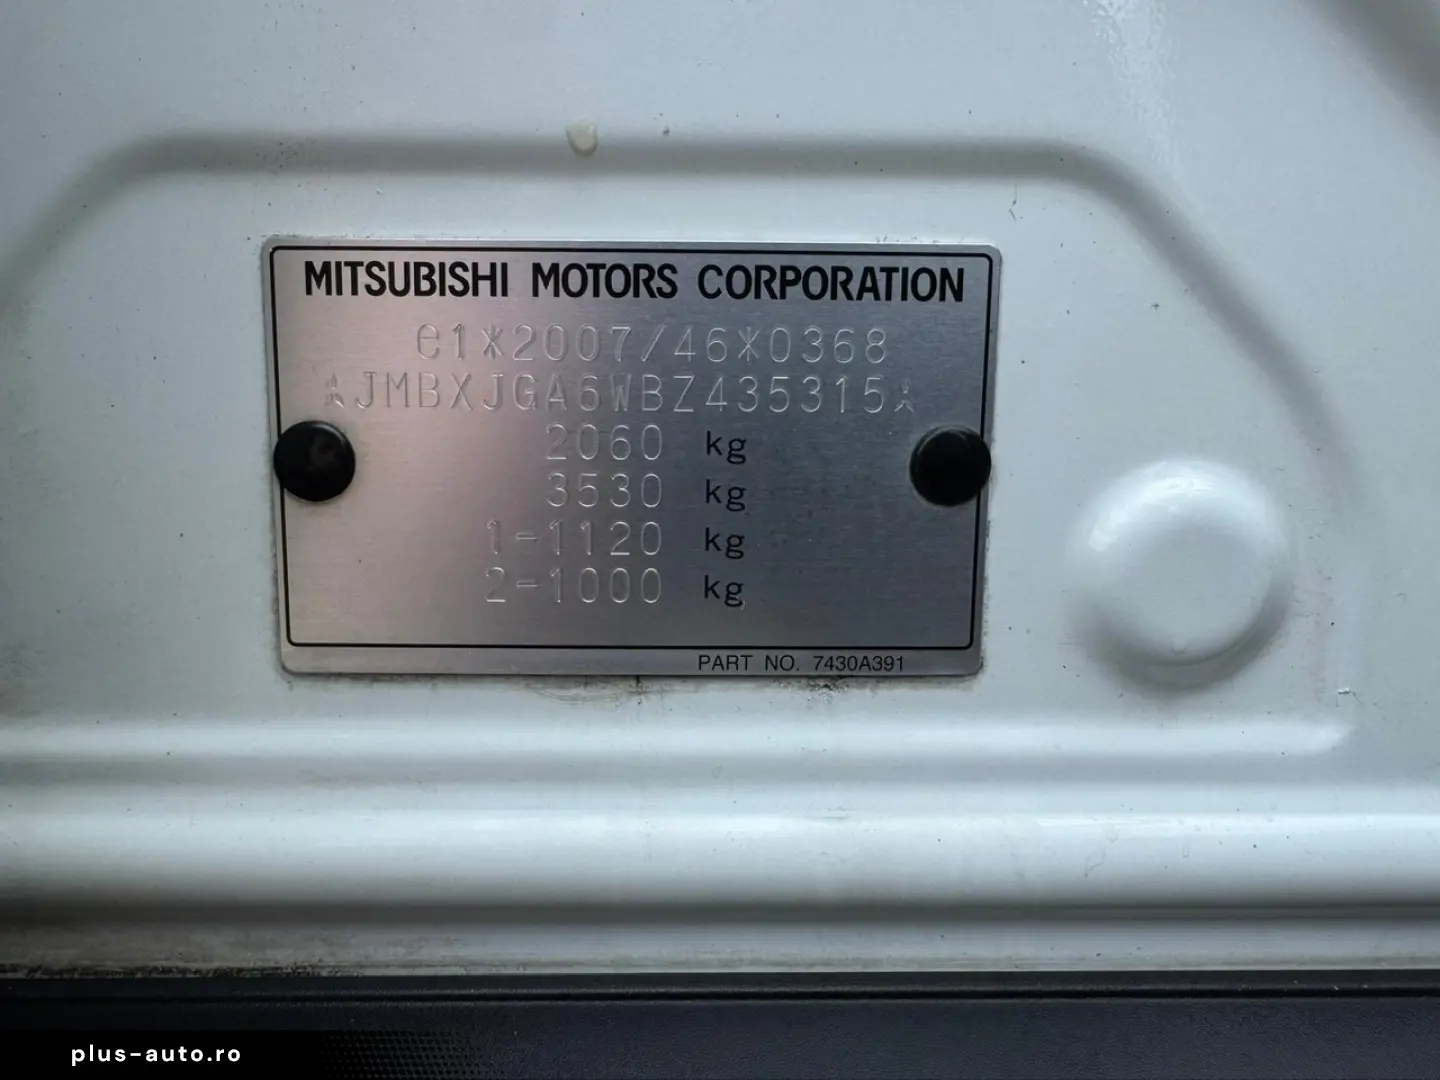 MITSUBISHI MOTORS CORPORATION
e1*2007/46*0368
*JMBXJGA6WBZ435315*
2060 kg
3530 kg
1-1120 kg
2-1000 kg
PART NO. 7430A391
plus-auto.ro